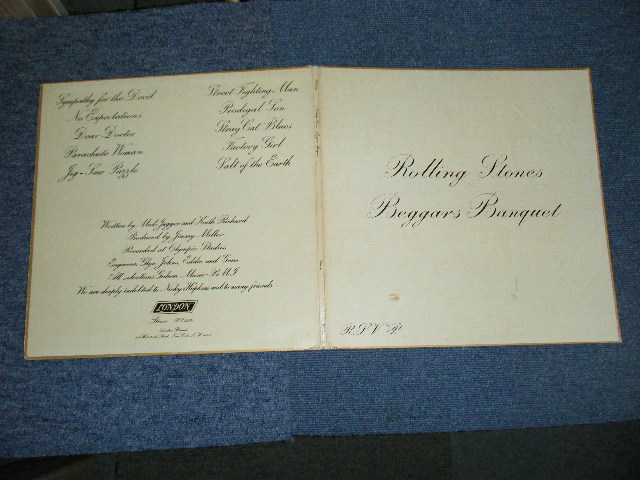 Sympathy for the Devil
No Expectations
Dear Doctor
Parachute Woman
Jig-Saw Puzzle
Street Fighting Man
Prodigal Son
Stray Cat Blues
Factory Girl
Salt of the Earth
Written by Mick Jagger and Keith Richard
Produced by Jimmy Miller
Recorded at Olympic Studios
Engineers, Glyn Johns, Eddie and Gene
All selections Gideon Music - B.M.I.
We are deeply indebted to Nicky Hopkins and to many friends
LONDON
Stereo
Rolling Stones
Beggars Banquet
R.S.V.P.